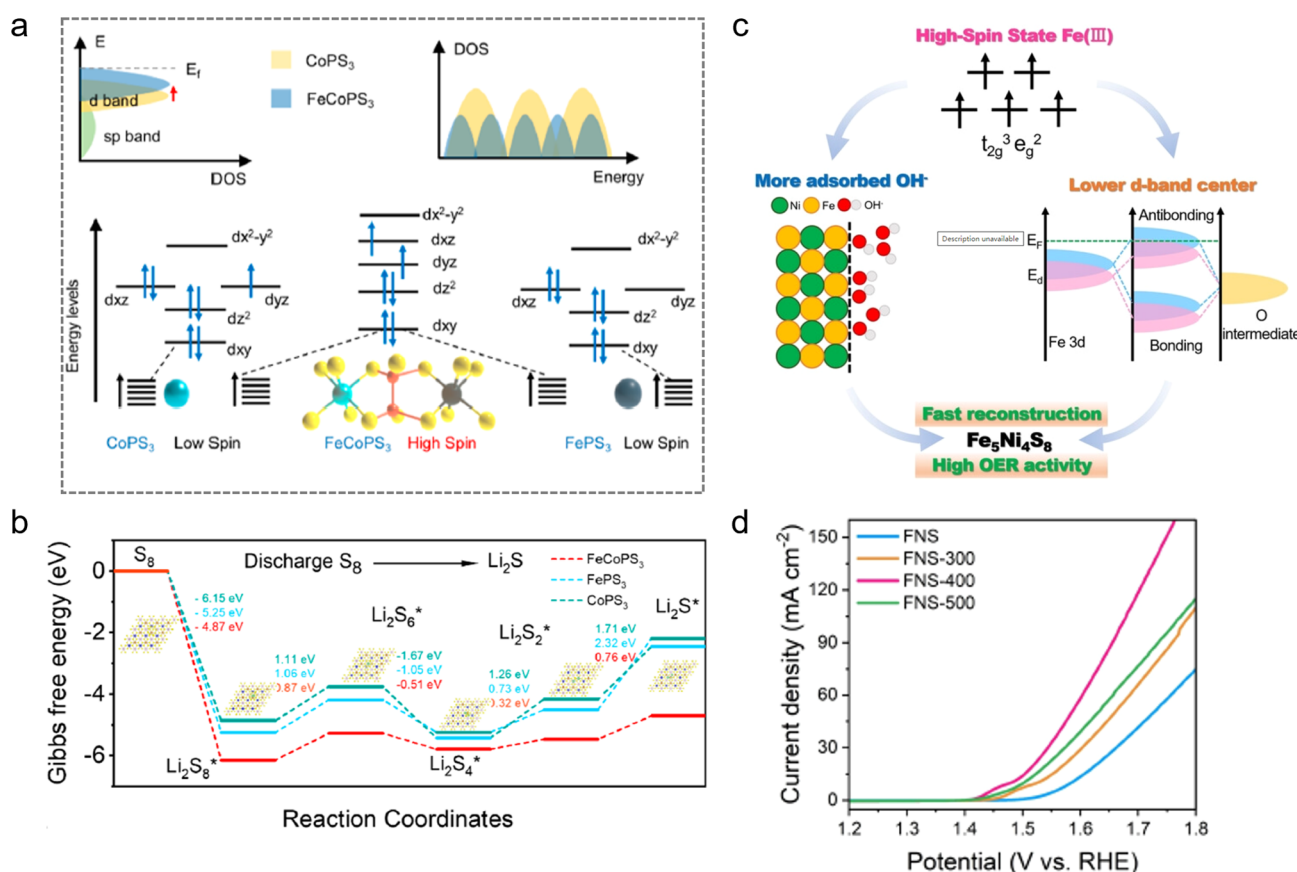 a
E
E_f
d band
sp band
DOS
CoPS₃
FeCoPS₃
DOS
Energy
Energy levels
dx²-y²
dxz
dyz
dz²
dxy
CoPS₃ Low Spin
dx²-y²
dxz
dyz
dz²
dxy
FeCoPS₃ High Spin
dx²-y²
dxz
dyz
dz²
dxy
FePS₃ Low Spin
b
Gibbs free energy (eV)
0
-2
-4
-6
S₈
Discharge S₈ → Li₂S
FeCoPS₃
FePS₃
CoPS₃
- 6.15 eV
- 5.25 eV
- 4.87 eV
Li₂S₈*
1.11 eV
1.06 eV
0.87 eV
Li₂S₆*
-1.67 eV
-1.05 eV
-0.51 eV
Li₂S₄*
1.26 eV
0.73 eV
0.32 eV
Li₂S₂*
1.71 eV
2.32 eV
0.76 eV
Li₂S*
Reaction Coordinates
c
High-Spin State Fe(III)
t₂g³ eg²
More adsorbed OH⁻
Ni Fe OH⁻
Lower d-band center
Description unavailable
Antibonding
E_F
E_d
Fe 3d
Bonding
O
intermediate
Fast reconstruction
Fe₅Ni₄S₈
High OER activity
d
Current density (mA cm⁻²)
150
120
90
60
30
0
FNS
FNS-300
FNS-400
FNS-500
1.2 1.3 1.4 1.5 1.6 1.7 1.8
Potential (V vs. RHE)